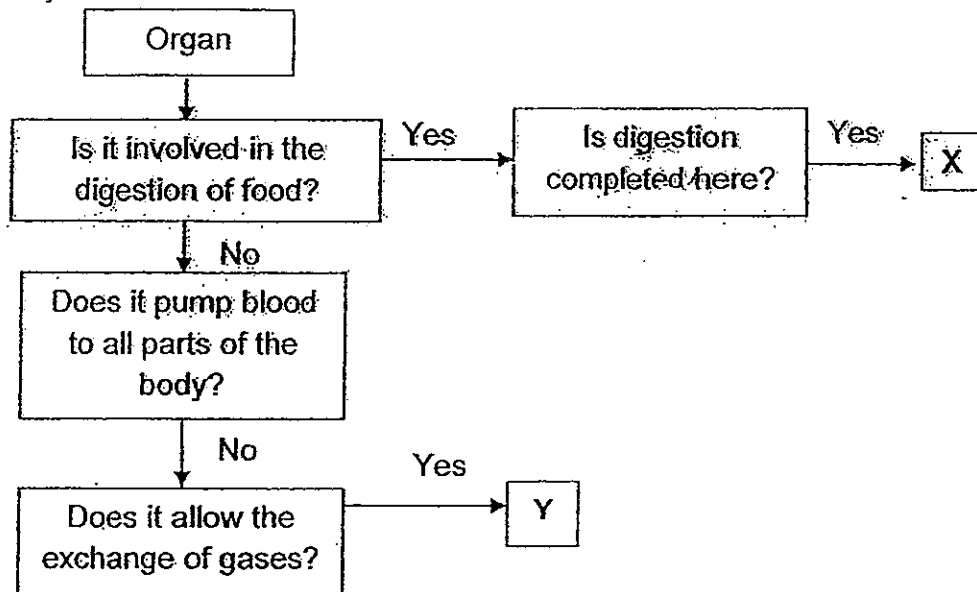 Organ
Is it involved in the
digestion of food?
Yes
Is digestion
completed here?
Yes
X
No
Does it pump blood
to all parts of the
body?
No
Does it allow the
exchange of gases?
Yes
Y